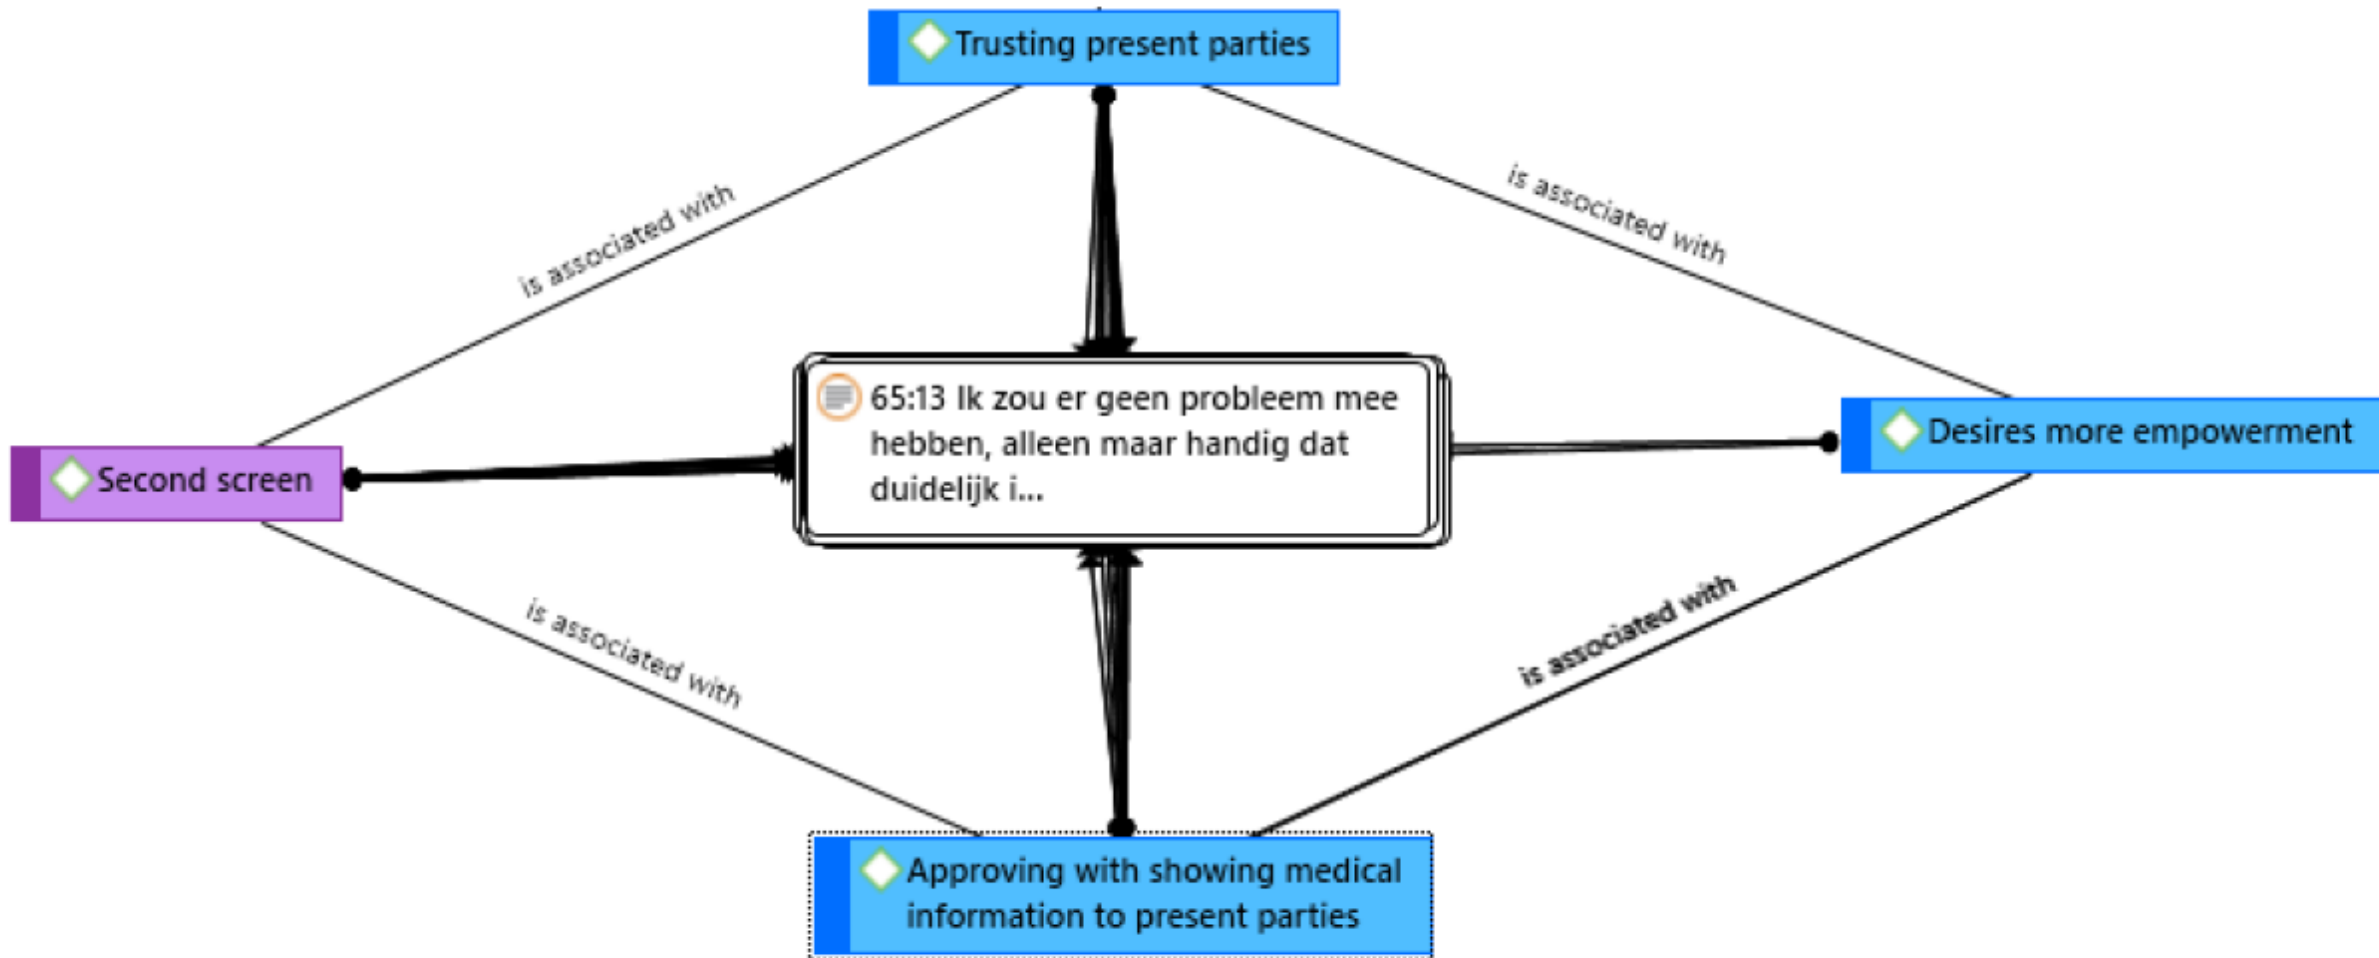 Trusting present parties
is associated with
is associated with
65:13 Ik zou er geen probleem mee
hebben, alleen maar handig dat
duidelijk i...
Second screen
Desires more empowerment
is associated with
is associated with
Approving with showing medical
information to present parties